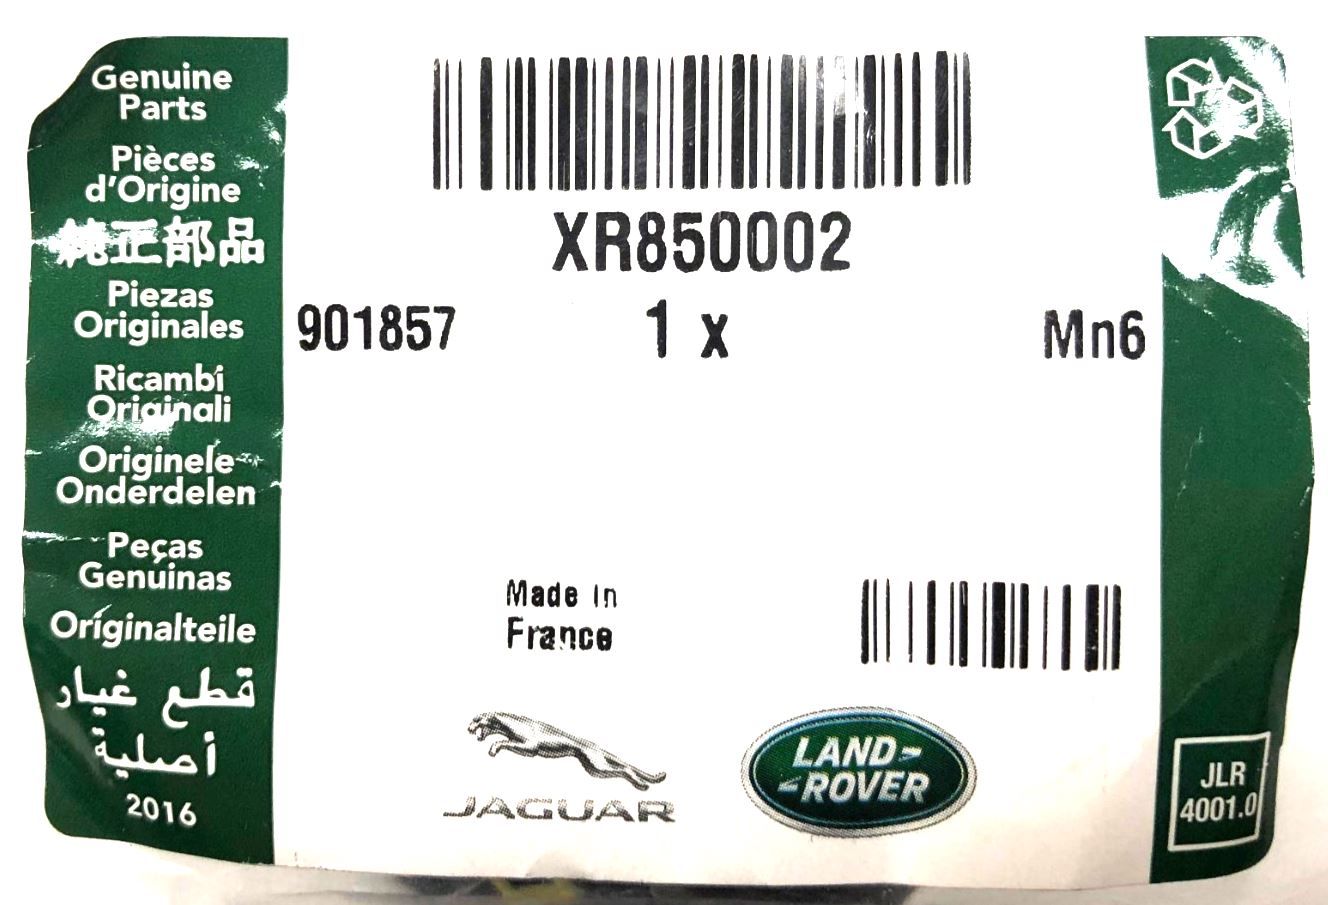 Genuine
Parts
Pièces
d'Origine
純正部品
Piezas
Originales
Ricambi
Originali
Originele
Onderdelen
Peças
Genuinas
Originalteile
قطع غيار
أصلية
2016
XR850002
901857 1 x Mn6
Made in
France
JAGUAR
LAND-
-ROVER
JLR
4001.0